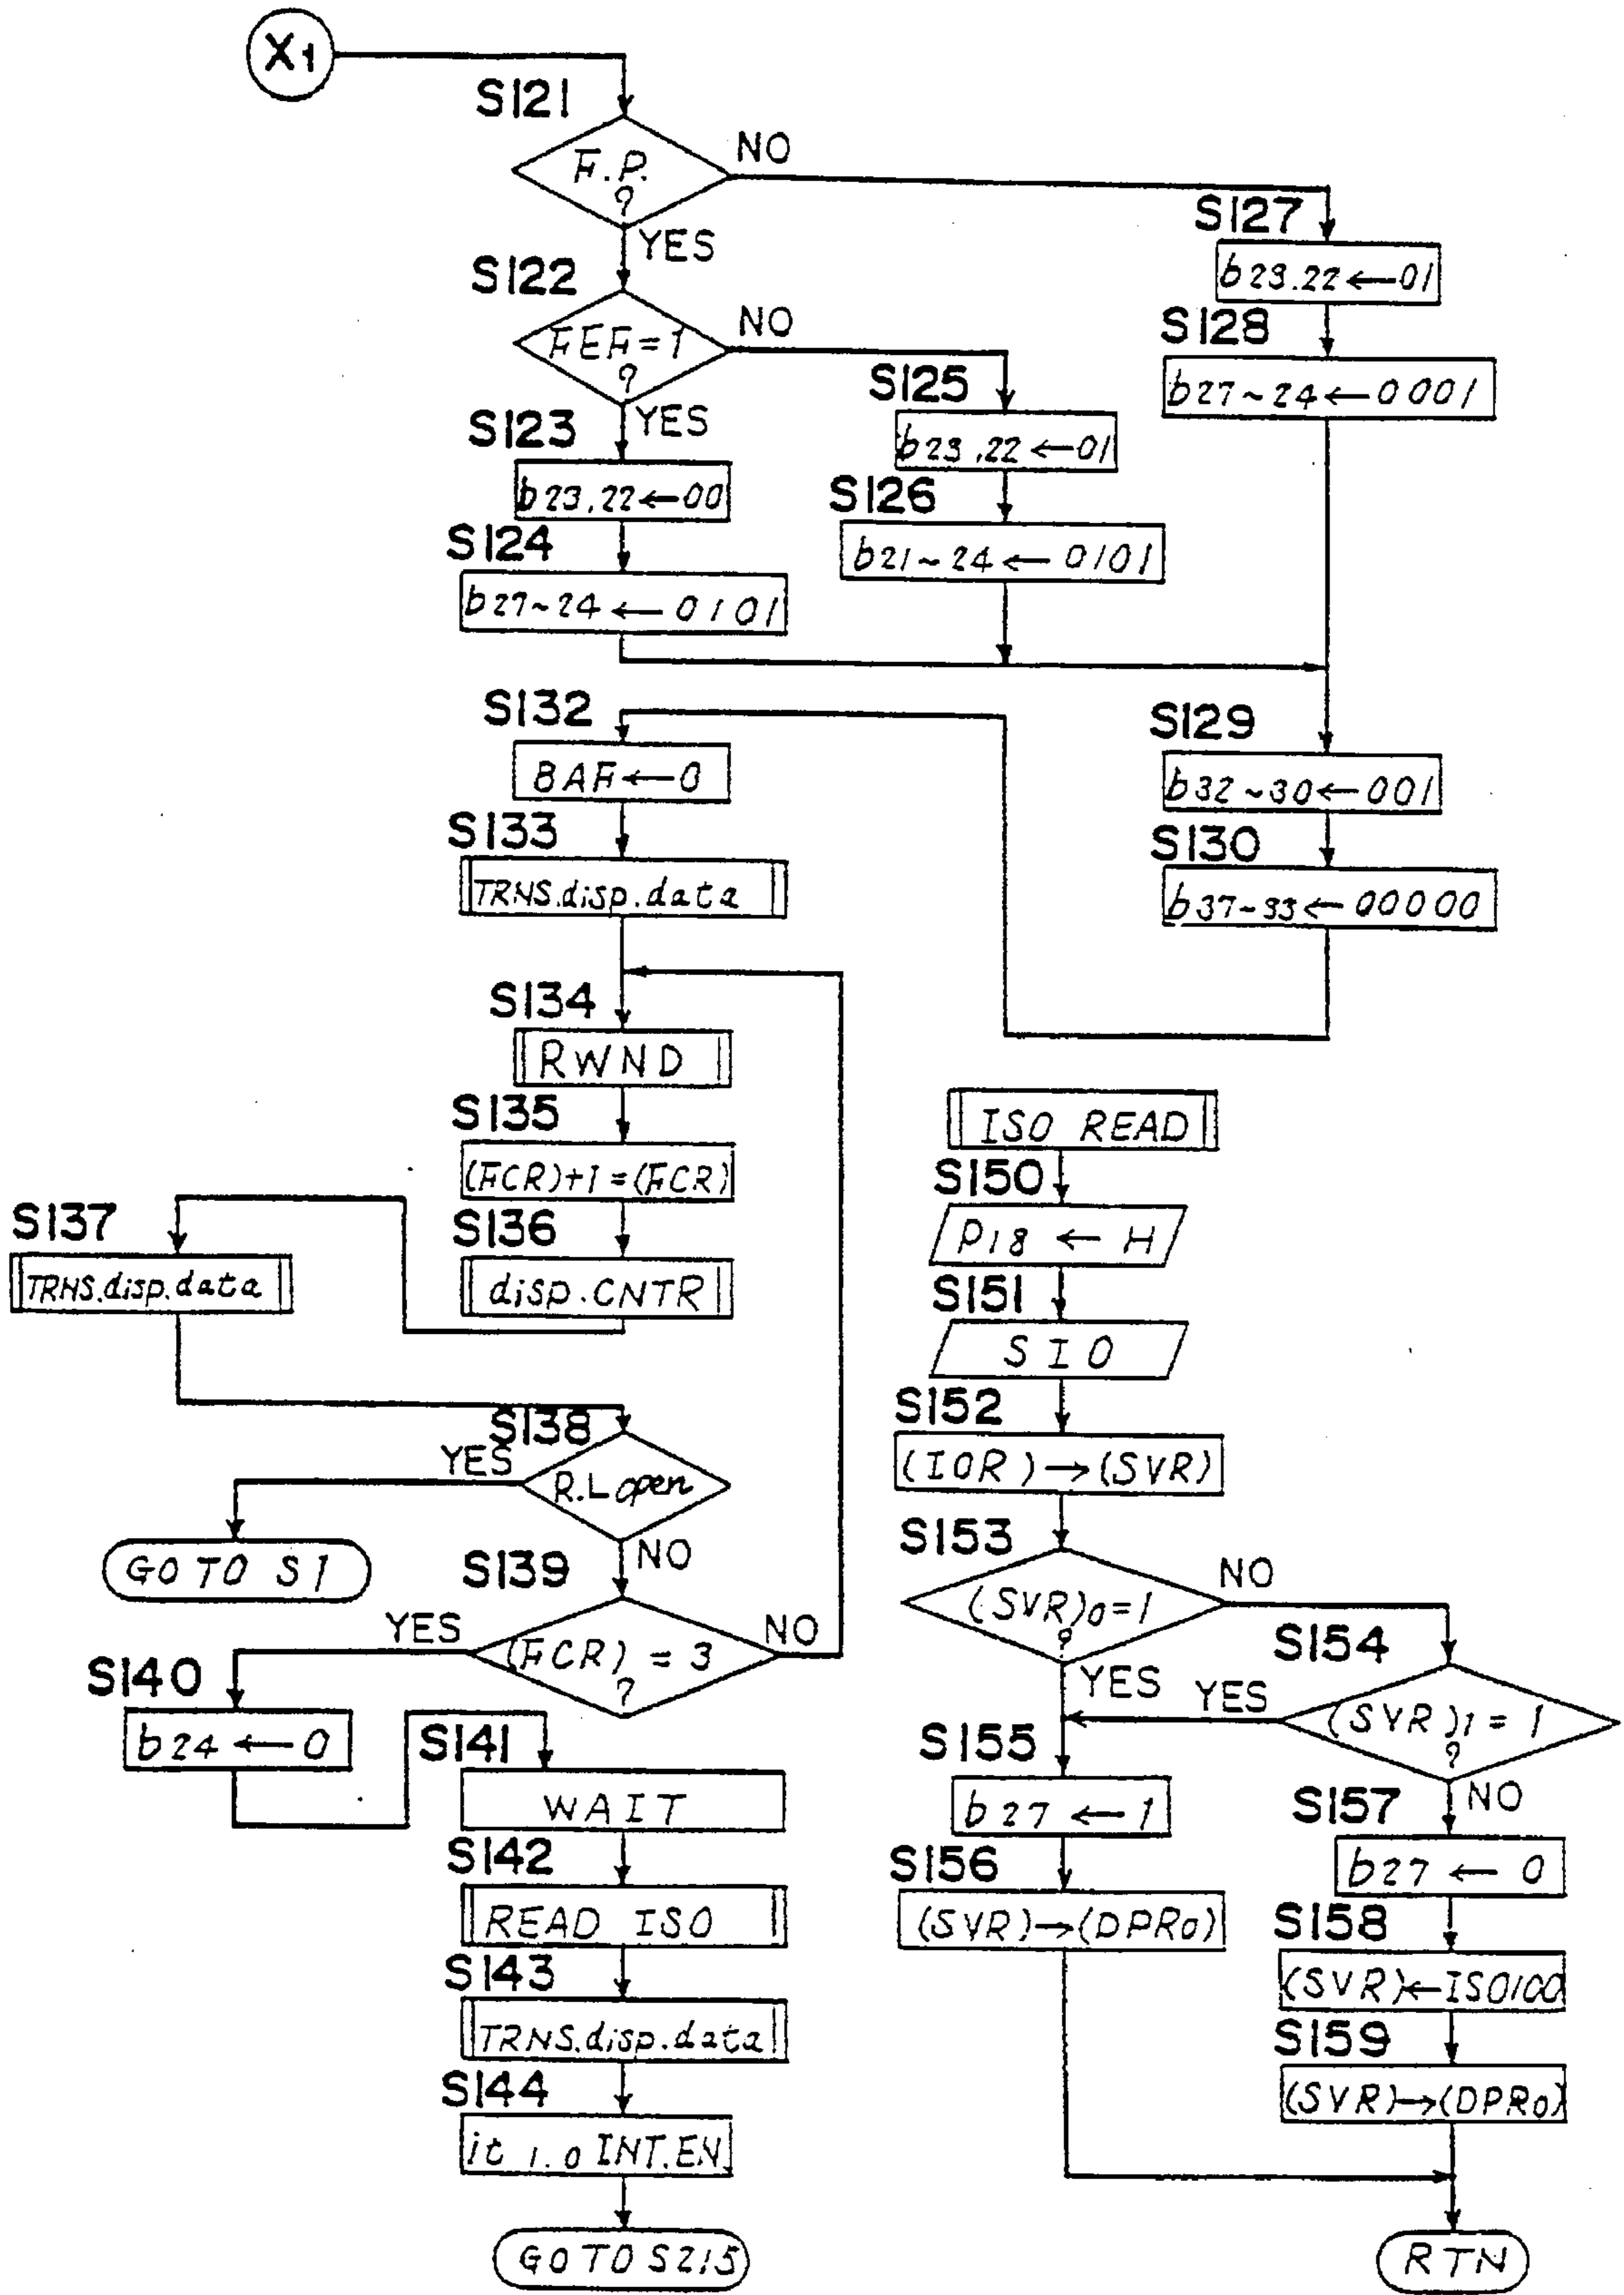 X1
S121
F.P.
?
NO
YES
S122
FEF=1
?
NO
YES
S123
b23,22←00
S124
b27~24←0101
S125
b23,22←01
S126
b21~24←0101
S127
b23.22←01
S128
b27~24←0001
S129
b32~30←001
S130
b37~33←00000
S132
BAF←0
S133
TRNS.disp.data
S134
RWND
S135
(FCR)+1=(FCR)
S136
disp.CNTR
S137
TRNS.disp.data
S138
R.L open
YES
NO
GO TO S1
S139
(FCR)=3
?
YES
NO
S140
b24←0
S141
WAIT
S142
READ ISO
S143
TRNS.disp.data
S144
it 1.0 INT.EN
GO TO S215
ISO READ
S150
P18←H
S151
SIO
S152
(IOR)→(SVR)
S153
(SVR)0=1
?
NO
YES
S154
(SVR)1=1
?
YES
NO
S155
b27←1
S156
(SVR)→(DPR0)
S157
b27←0
S158
(SVR)←ISO100
S159
(SVR)→(DPR0)
RTN